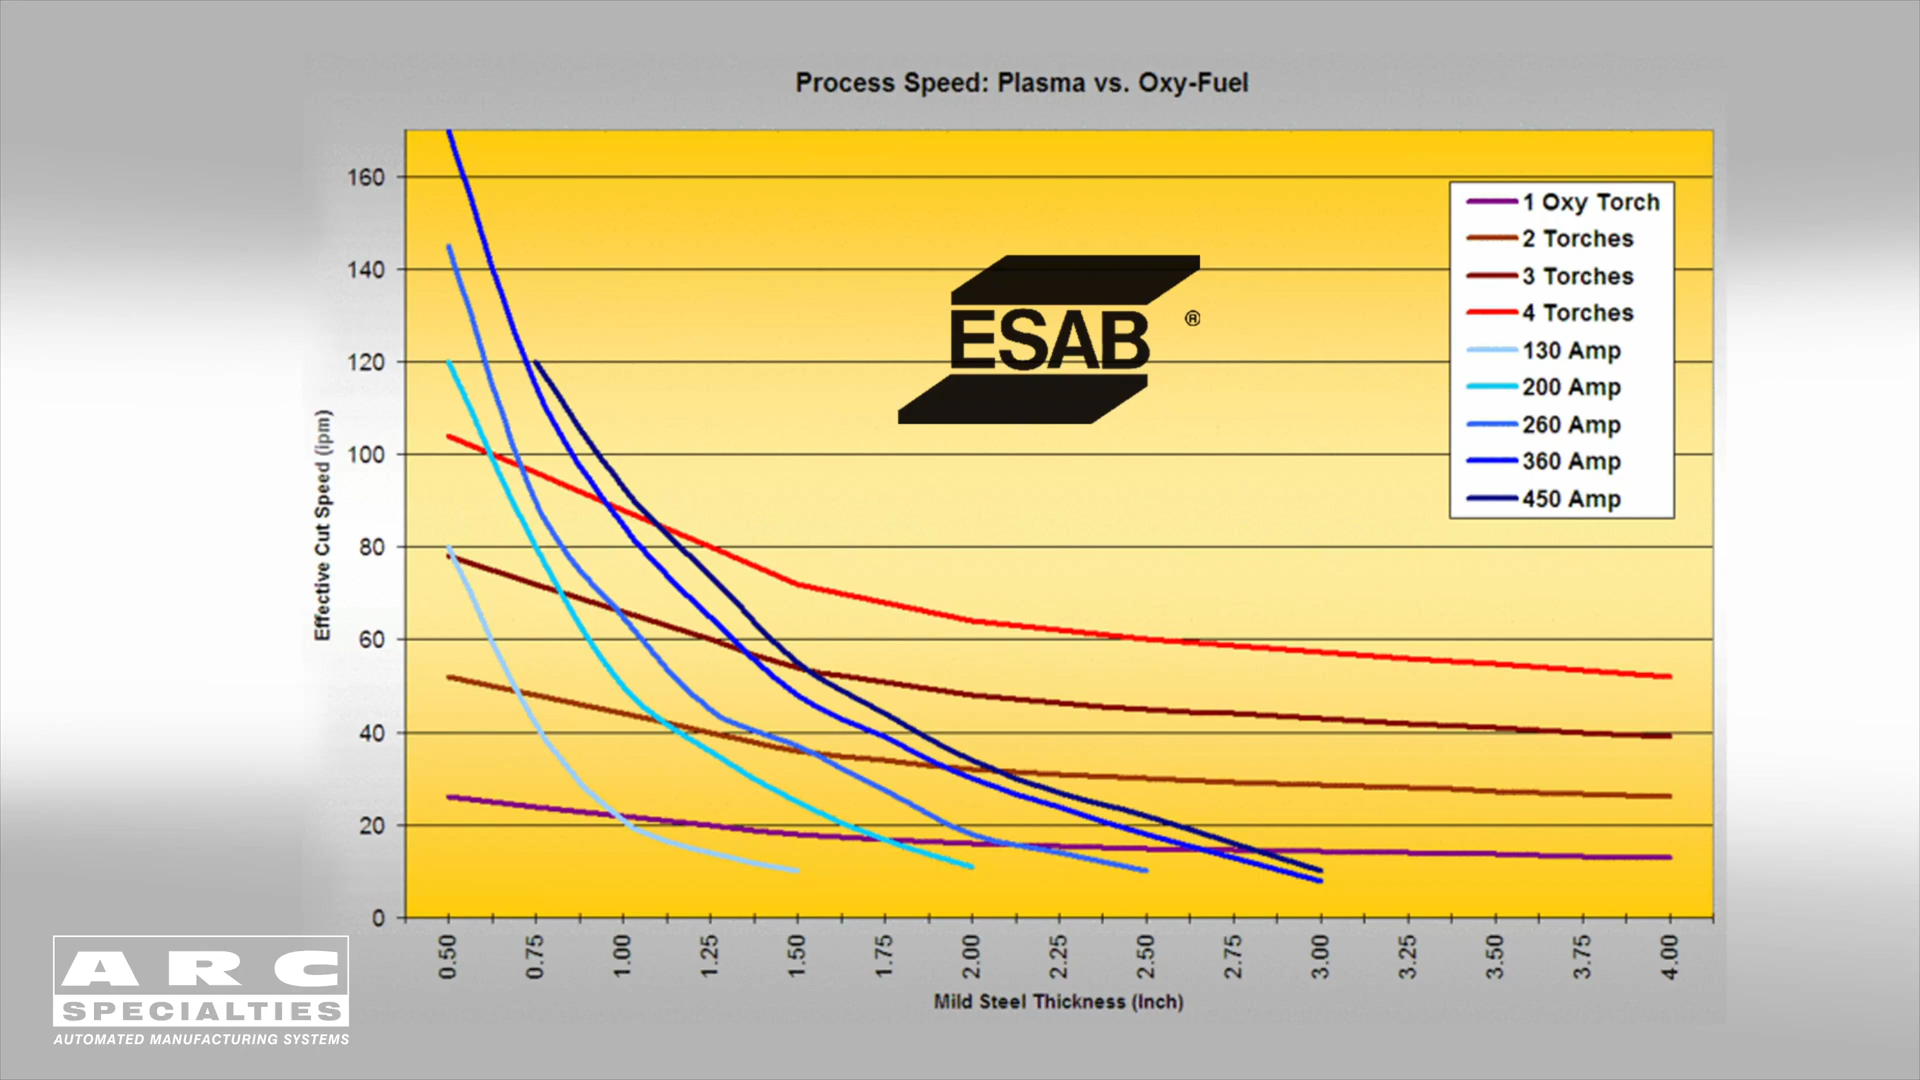 Process Speed: Plasma vs. Oxy-Fuel
160
140
120
100
80
60
40
20
0
Effective Cut Speed (ipm)
ESAB ®
1 Oxy Torch
2 Torches
3 Torches
4 Torches
130 Amp
200 Amp
260 Amp
360 Amp
450 Amp
0.50 0.75 1.00 1.25 1.50 1.75 2.00 2.25 2.50 2.75 3.00 3.25 3.50 3.75 4.00
Mild Steel Thickness (Inch)
ARC
SPECIALTIES
AUTOMATED MANUFACTURING SYSTEMS